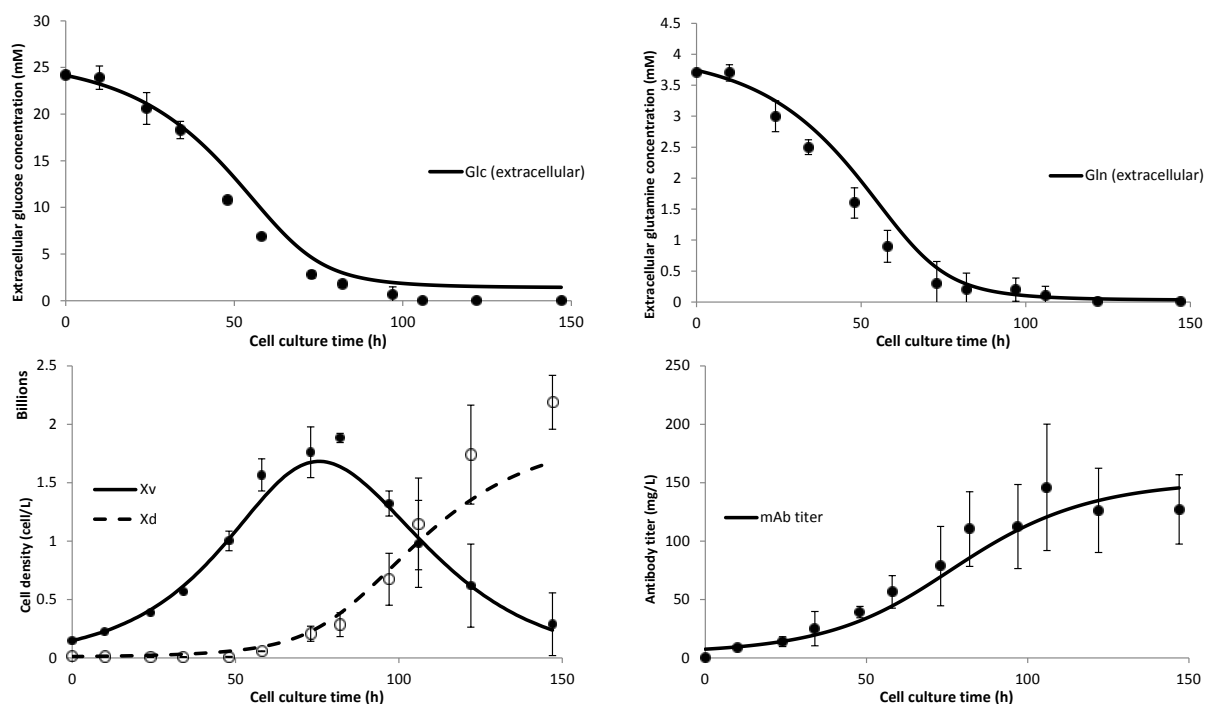 Extracellular glucose concentration (mM)
30
25
20
15
10
5
0
0 50 100 150
Cell culture time (h)
Glc (extracellular)
Extracellular glutamine concentration (mM)
4.5
4
3.5
3
2.5
2
1.5
1
0.5
0
0 50 100 150
Cell culture time (h)
Gln (extracellular)
Billions
Cell density (cell/L)
2.5
2
1.5
1
0.5
0
0 50 100 150
Cell culture time (h)
Xv
Xd
Antibody titer (mg/L)
250
200
150
100
50
0
0 50 100 150
Cell culture time (h)
mAb titer